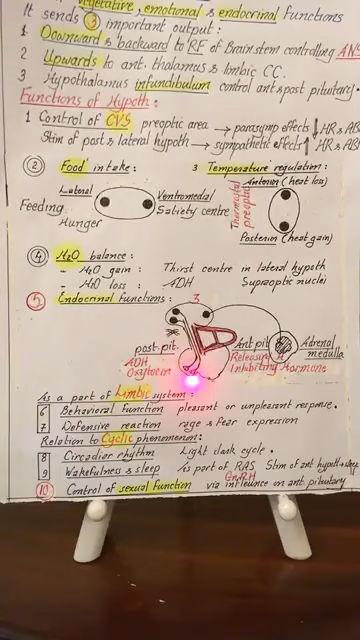 vegetative, emotional & endocrinal Functions
It sends 3 important output:
1 Downward & backward to RF of Brainstem controlling ANS
2 Upwards to ant. thalamus & limbic CC.
3 Hypothalamus infundibulum control ant & post pituitary.
Functions of Hypoth:
1 Control of CVS preoptic area → parasymp effects ↓ HR & AB
Stim of post & lateral hypoth → sympathetic effects ↑ HR & AB
2 Food intake: 3 Temperature regulation:
Lateral Anterior (heat loss)
Feeding Ventromedial
Hunger Satiety centre
preoptic
Posterior (heat gain)
4 H2O balance:
- H2O gain: Thirst centre in lateral hypoth
- H2O loss: ADH Supraoptic nuclei
5 Endocrinal Functions:
3
post-pit. Ant pit Adrenal
medulla
ADH
Oxytocin
Releasing
Inhibiting Hormone
As a part of Limbic system:
6 Behavioral Function pleasant or unpleasant response.
7 Defensive reaction rage & fear expression
Relation to Cyclic phenomenon:
8 Circadian rhythm Light dark cycle.
9 Wakefulness & sleep As part of RAS Stim of ant hypoth → sleep
GnRH
10 Control of sexual function via influence on ant. pituitary